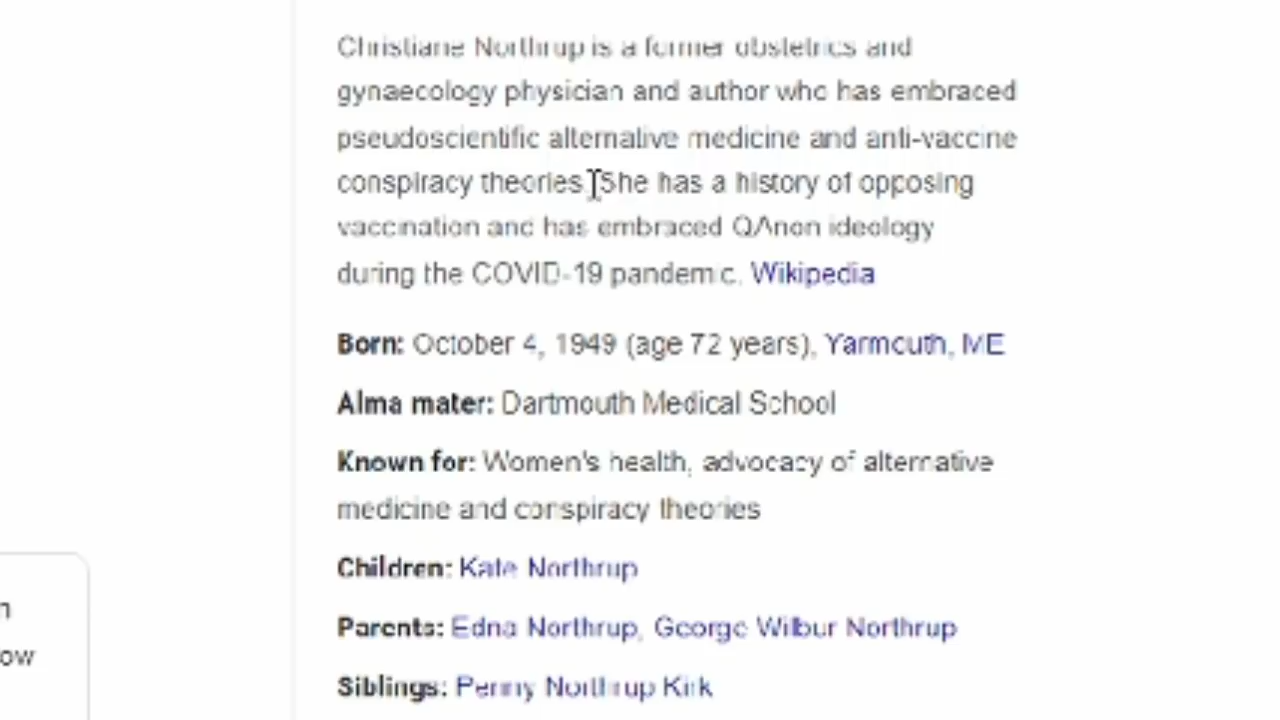 Christiane Northrup is a former obstetrics and
gynaecology physician and author who has embraced
pseudoscientific alternative medicine and anti-vaccine
conspiracy theories. She has a history of opposing
vaccination and has embraced QAnon ideology
during the COVID-19 pandemic. Wikipedia
Born: October 4, 1949 (age 72 years), Yarmouth, ME
Alma mater: Dartmouth Medical School
Known for: Women's health, advocacy of alternative
medicine and conspiracy theories
Children: Kate Northrup
n
Parents: Edna Northrup, George Wilbur Northrup
ow
Siblings: Penny Northrup Kirk